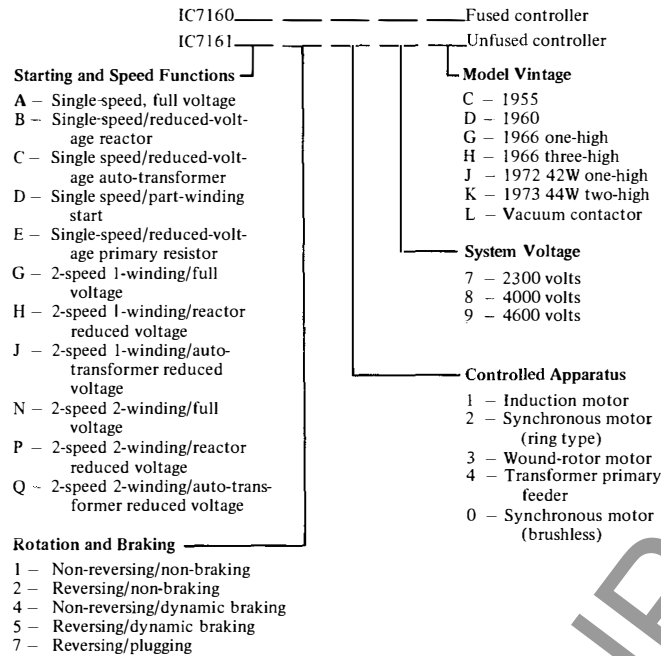 IC7160 Fused controller
IC7161 Unfused controller
Starting and Speed Functions
A – Single-speed, full voltage
B – Single-speed/reduced-volt-
age reactor
C – Single speed/reduced-volt-
age auto-transformer
D – Single speed/part-winding
start
E – Single-speed/reduced-volt-
age primary resistor
G – 2-speed 1-winding/full
voltage
H – 2-speed 1-winding/reactor
reduced voltage
J – 2-speed 1-winding/auto-
transformer reduced
voltage
N – 2-speed 2-winding/full
voltage
P – 2-speed 2-winding/reactor
reduced voltage
Q – 2-speed 2-winding/auto-trans-
former reduced voltage
Rotation and Braking
1 – Non-reversing/non-braking
2 – Reversing/non-braking
4 – Non-reversing/dynamic braking
5 – Reversing/dynamic braking
7 – Reversing/plugging
Model Vintage
C – 1955
D – 1960
G – 1966 one-high
H – 1966 three-high
J – 1972 42W one-high
K – 1973 44W two-high
L – Vacuum contactor
System Voltage
7 – 2300 volts
8 – 4000 volts
9 – 4600 volts
Controlled Apparatus
1 – Induction motor
2 – Synchronous motor
(ring type)
3 – Wound-rotor motor
4 – Transformer primary
feeder
0 – Synchronous motor
(brushless)